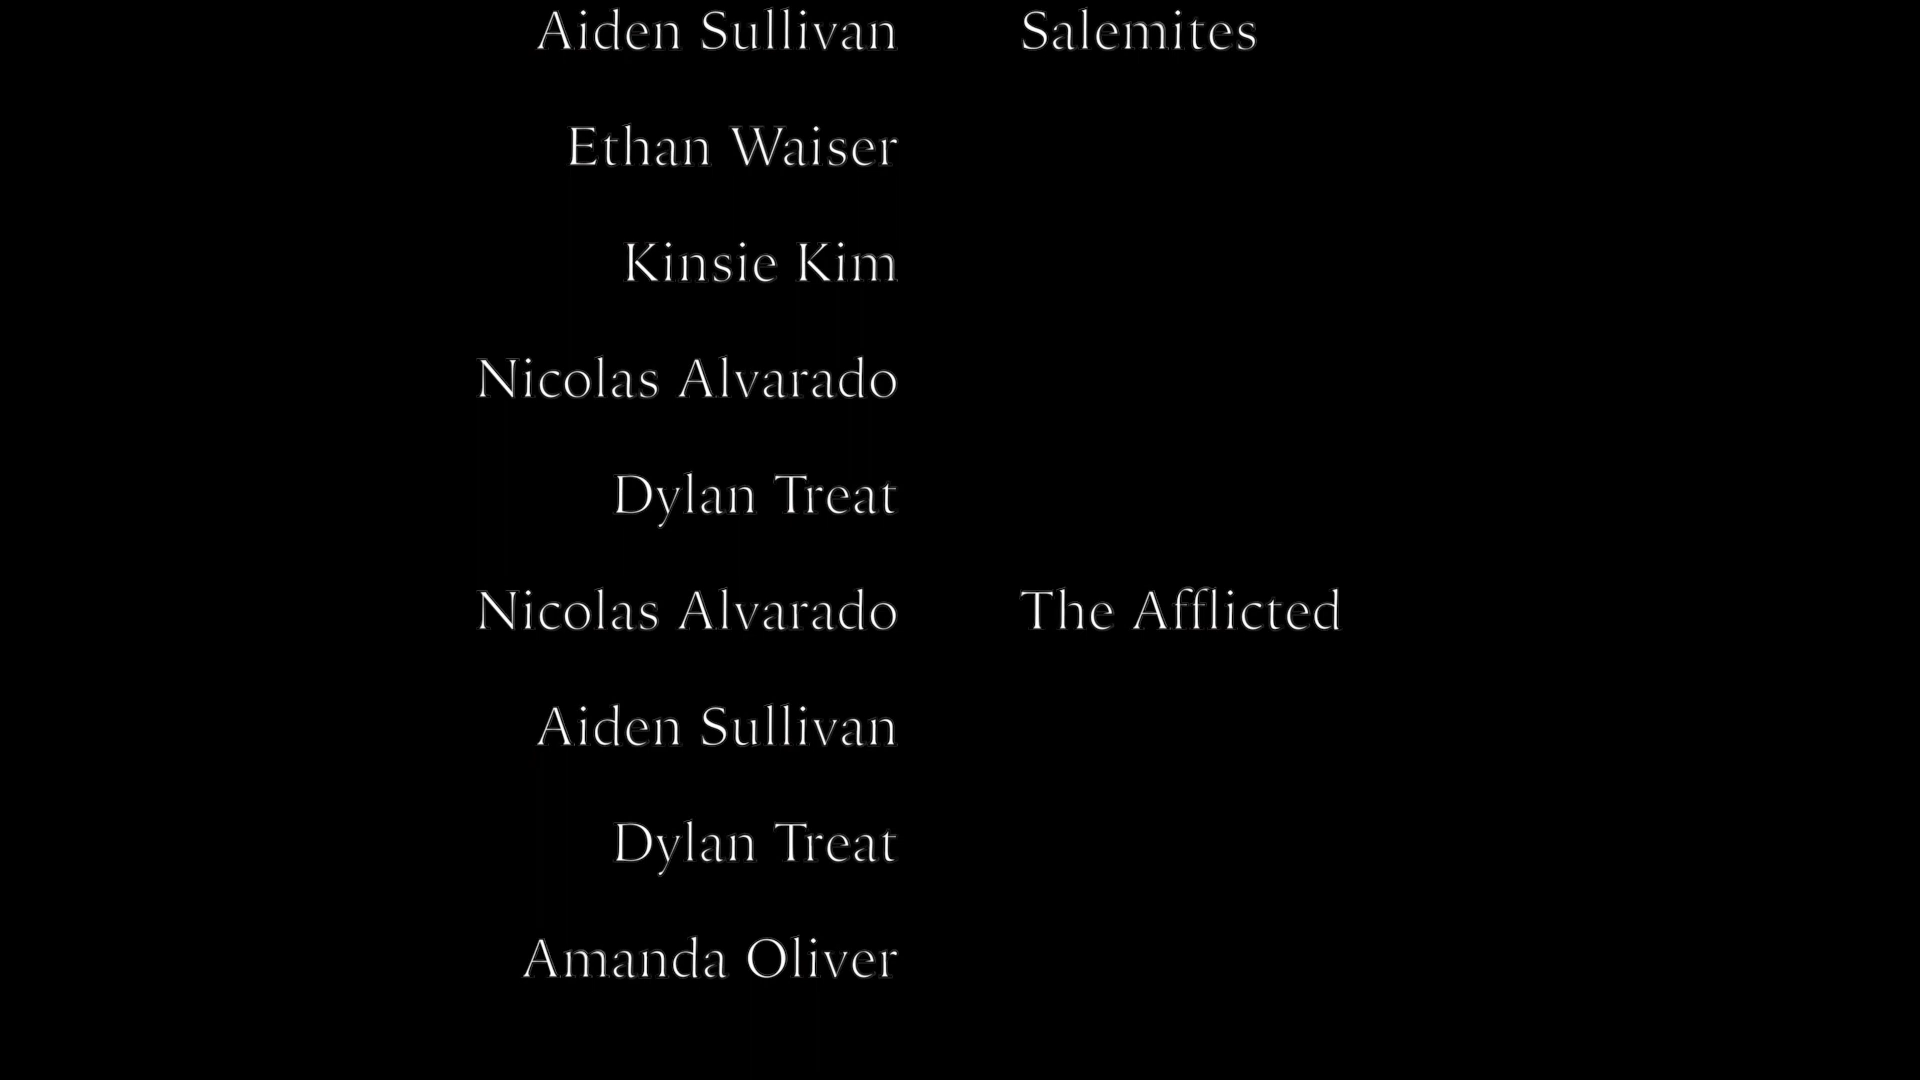 Aiden Sullivan Salemites
Ethan Waiser
Kinsie Kim
Nicolas Alvarado
Dylan Treat
Nicolas Alvarado The Afflicted
Aiden Sullivan
Dylan Treat
Amanda Oliver